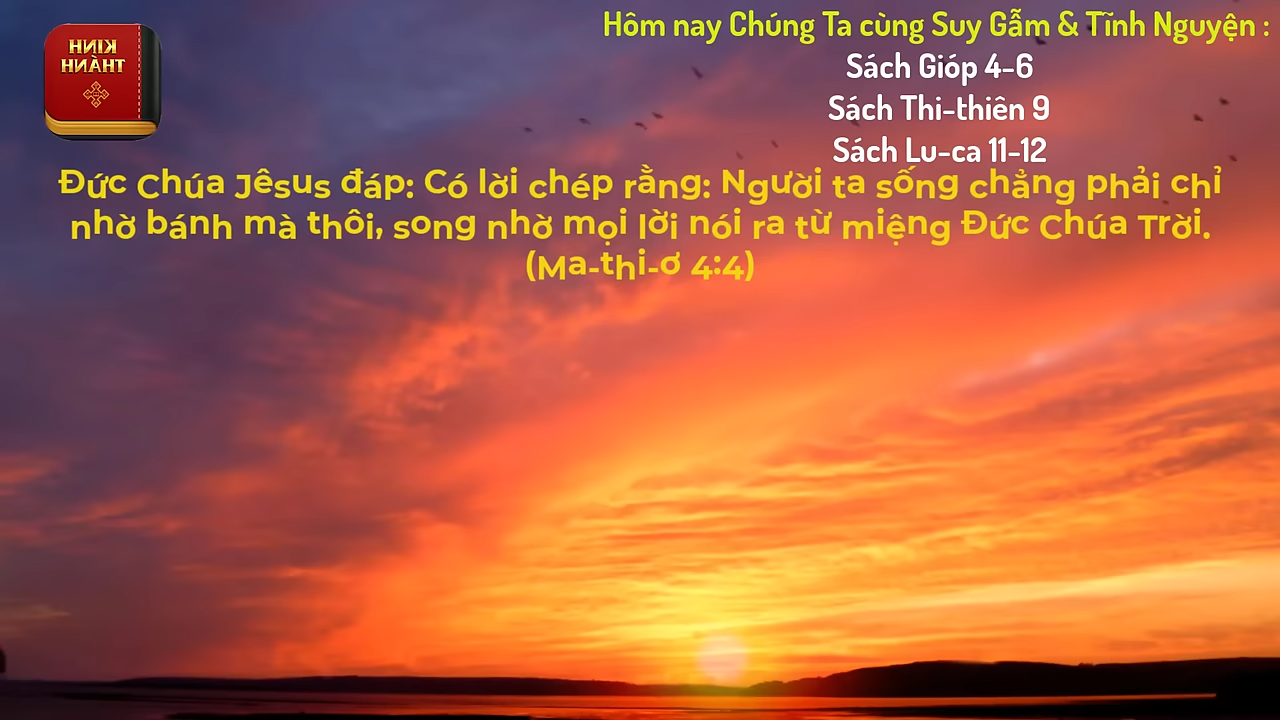 KINH
THÁNH
Hôm nay Chúng Ta cùng Suy Gẫm & Tĩnh Nguyện :
Sách Gióp 4-6
Sách Thi-thiên 9
Sách Lu-ca 11-12
Đức Chúa Jêsus đáp: Có lời chép rằng: Người ta sống chẳng phải chỉ
nhờ bánh mà thôi, song nhờ mọi lời nói ra từ miệng Đức Chúa Trời.
(Ma-thi-ơ 4:4)